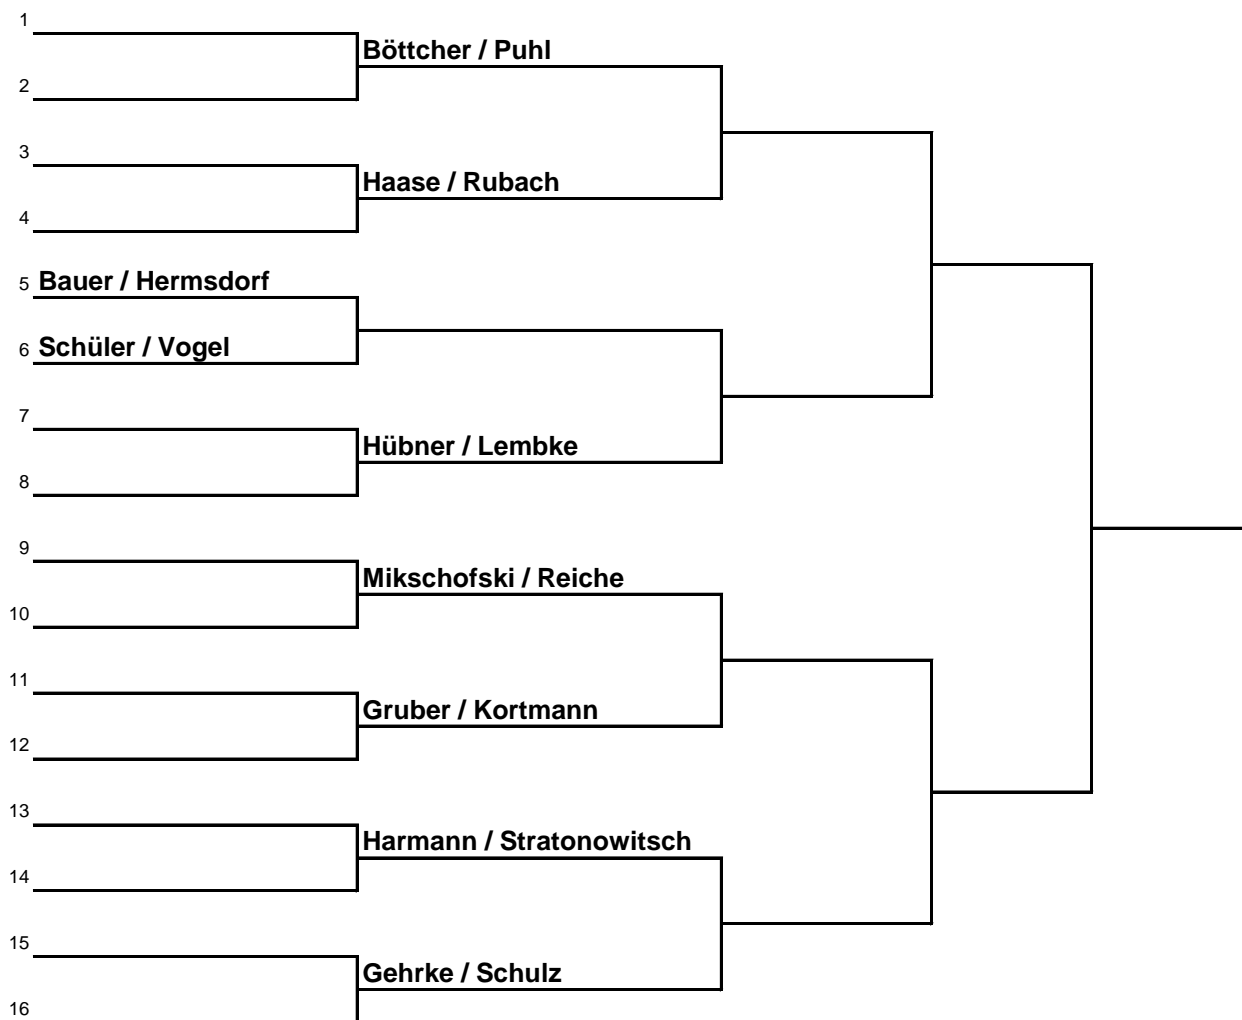 1
Böttcher / Puhl
2
3
Haase / Rubach
4
5 Bauer / Hermsdorf
6 Schüler / Vogel
7
Hübner / Lembke
8
9
Mikschofski / Reiche
10
11
Gruber / Kortmann
12
13
Harmann / Stratonowitsch
14
15
Gehrke / Schulz
16